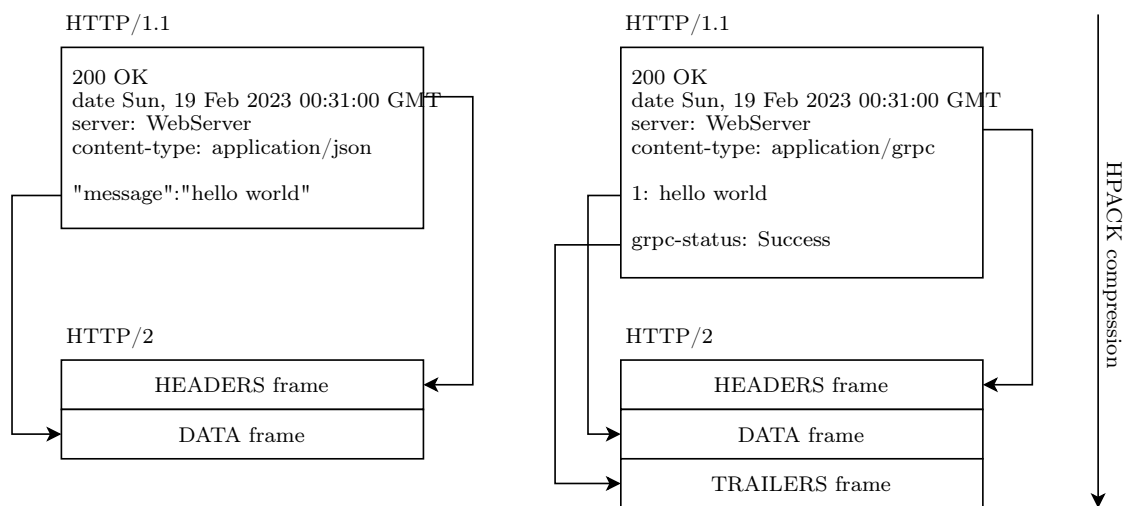 HTTP/1.1
200 OK
date Sun, 19 Feb 2023 00:31:00 GMT
server: WebServer
content-type: application/json
"message":"hello world"
HTTP/2
HEADERS frame
DATA frame
HTTP/1.1
200 OK
date Sun, 19 Feb 2023 00:31:00 GMT
server: WebServer
content-type: application/grpc
1: hello world
grpc-status: Success
HTTP/2
HEADERS frame
DATA frame
TRAILERS frame
HPACK compression